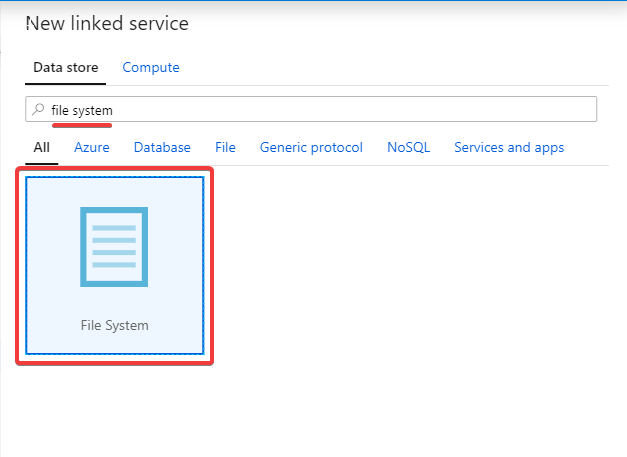 New linked service
Data store Compute
file system
All Azure Database File Generic protocol NoSQL Services and apps
File System